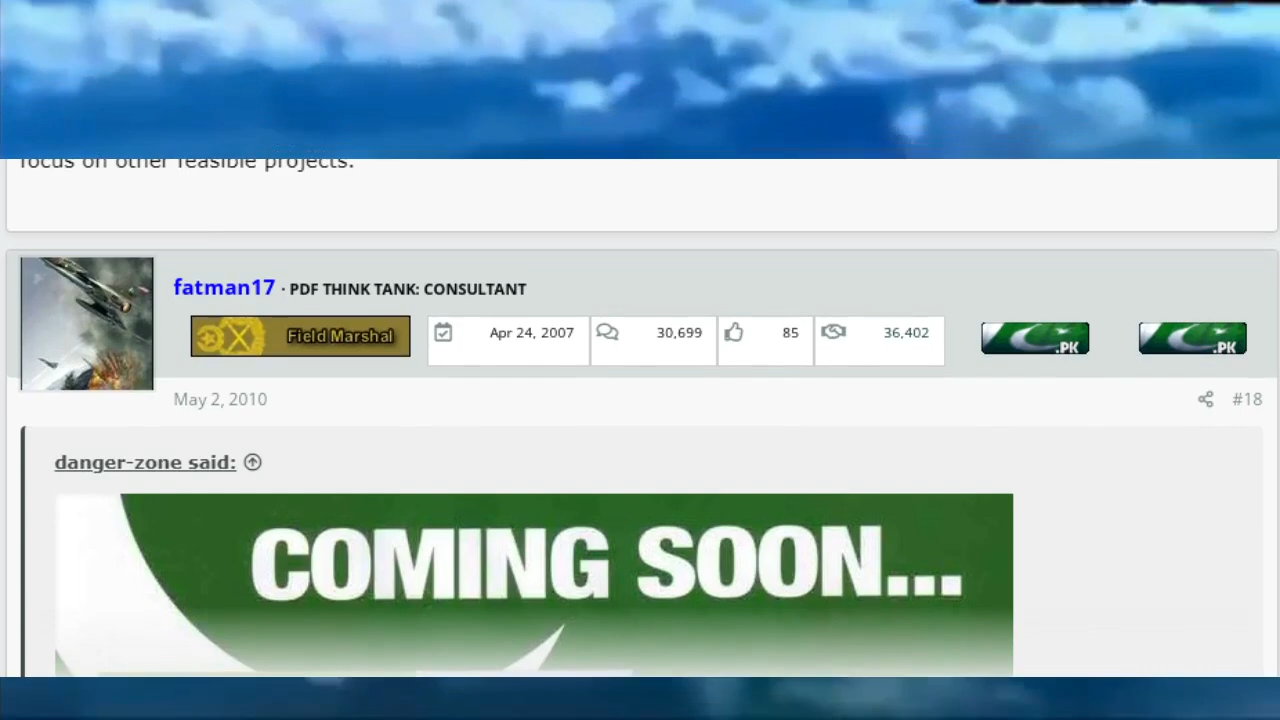 focus on other feasible projects.
fatman17 · PDF THINK TANK: CONSULTANT
Field Marshal
Apr 24, 2007
30,699
85
36,402
.PK
.PK
May 2, 2010
#18
danger-zone said:
COMING SOON...